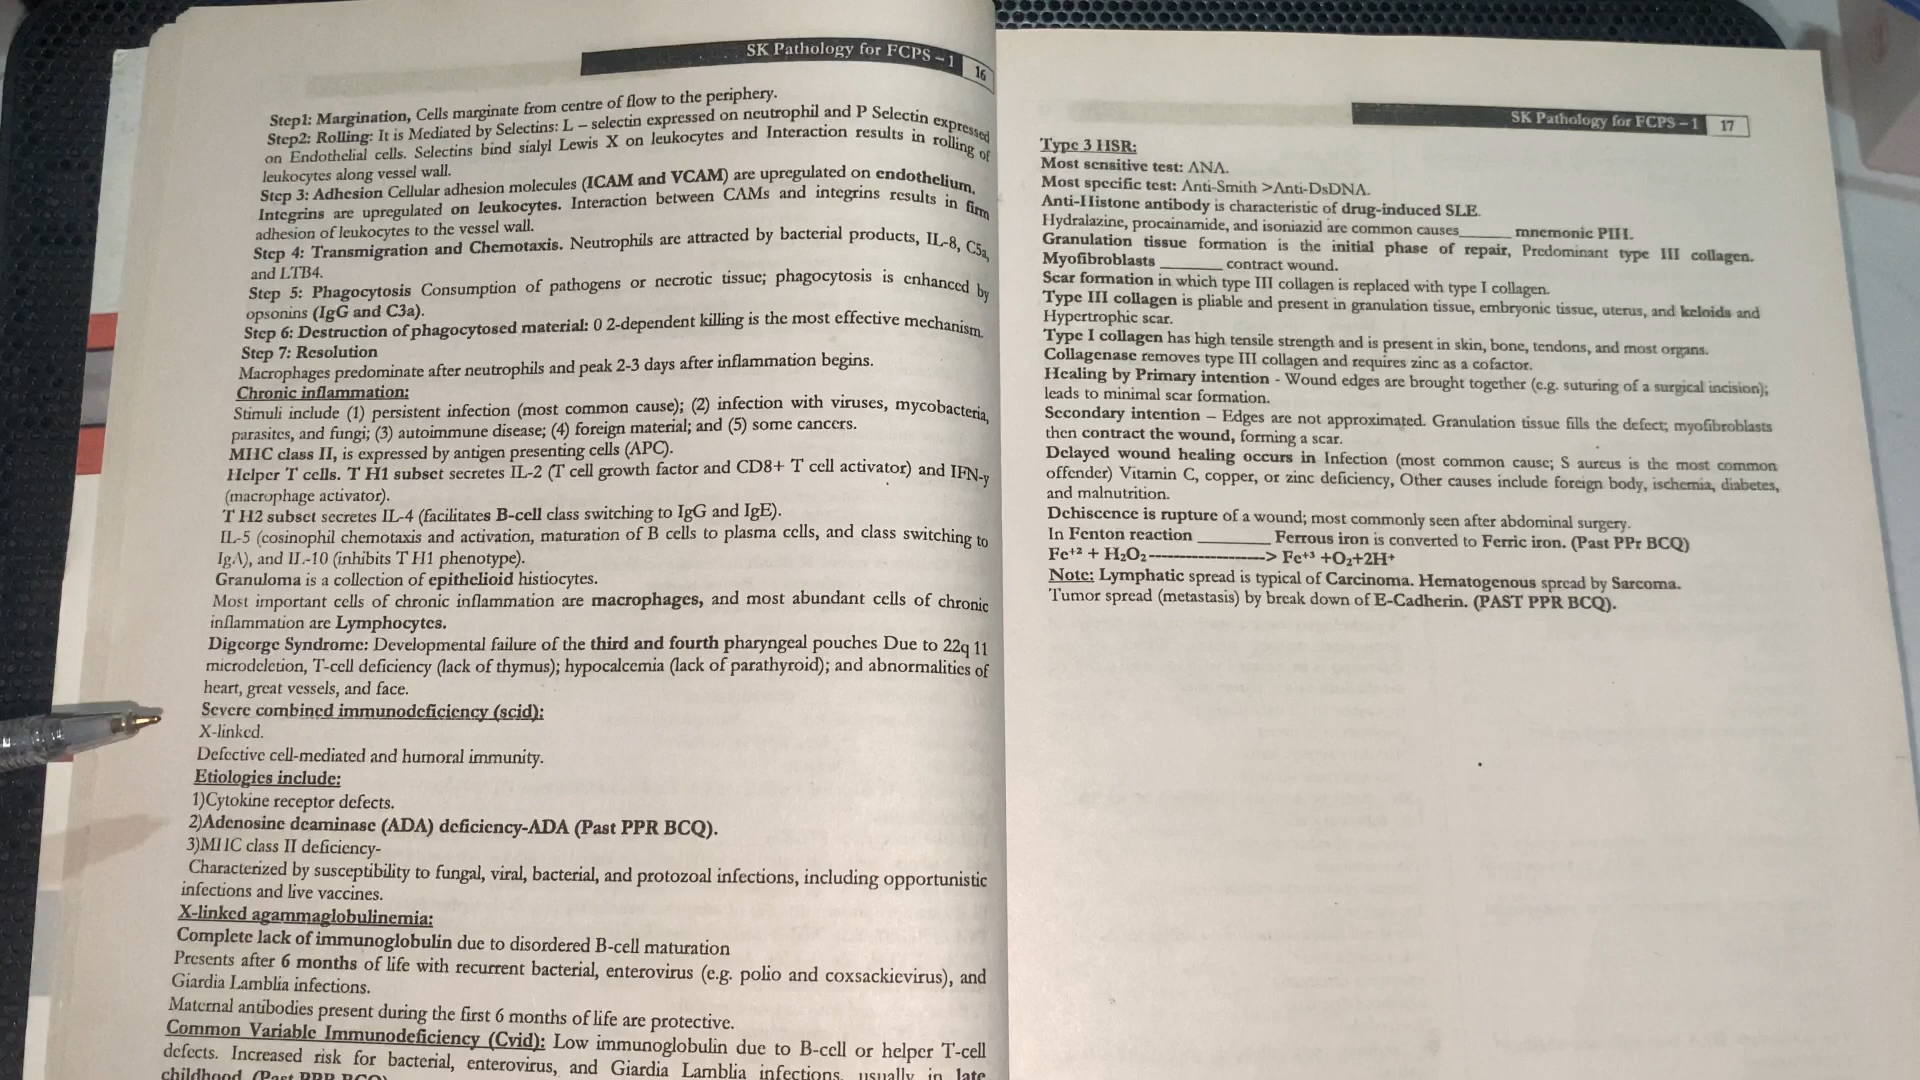 SK Pathology for FCPS – 1 16
Step1: Margination, Cells marginate from centre of flow to the periphery.
Step2: Rolling: It is Mediated by Selectins: L – selectin expressed on neutrophil and P Selectin expressed
on Endothelial cells. Selectins bind sialyl Lewis X on leukocytes and Interaction results in rolling of
leukocytes along vessel wall.
Step 3: Adhesion Cellular adhesion molecules (ICAM and VCAM) are upregulated on endothelium.
Integrins are upregulated on leukocytes. Interaction between CAMs and integrins results in firm
adhesion of leukocytes to the vessel wall.
Step 4: Transmigration and Chemotaxis. Neutrophils are attracted by bacterial products, IL-8, C5a,
and LTB4.
Step 5: Phagocytosis Consumption of pathogens or necrotic tissue; phagocytosis is enhanced by
opsonins (IgG and C3a).
Step 6: Destruction of phagocytosed material: 0 2-dependent killing is the most effective mechanism.
Step 7: Resolution
Macrophages predominate after neutrophils and peak 2-3 days after inflammation begins.
Chronic inflammation:
Stimuli include (1) persistent infection (most common cause); (2) infection with viruses, mycobacteria,
parasites, and fungi; (3) autoimmune disease; (4) foreign material; and (5) some cancers.
MHC class II, is expressed by antigen presenting cells (APC).
Helper T cells. T H1 subset secretes IL-2 (T cell growth factor and CD8+ T cell activator) and IFN-y
(macrophage activator).
T H2 subset secretes IL-4 (facilitates B-cell class switching to IgG and IgE).
IL-5 (eosinophil chemotaxis and activation, maturation of B cells to plasma cells, and class switching to
IgA), and IL-10 (inhibits T H1 phenotype).
Granuloma is a collection of epithelioid histiocytes.
Most important cells of chronic inflammation are macrophages, and most abundant cells of chronic
inflammation are Lymphocytes.
Digeorge Syndrome: Developmental failure of the third and fourth pharyngeal pouches Due to 22q 11
microdeletion, T-cell deficiency (lack of thymus); hypocalcemia (lack of parathyroid); and abnormalities of
heart, great vessels, and face.
Severe combined immunodeficiency (scid):
X-linked.
Defective cell-mediated and humoral immunity.
Etiologies include:
1)Cytokine receptor defects.
2)Adenosine deaminase (ADA) deficiency-ADA (Past PPR BCQ).
3)MHC class II deficiency-
Characterized by susceptibility to fungal, viral, bacterial, and protozoal infections, including opportunistic
infections and live vaccines.
X-linked agammaglobulinemia:
Complete lack of immunoglobulin due to disordered B-cell maturation
Presents after 6 months of life with recurrent bacterial, enterovirus (e.g. polio and coxsackievirus), and
Giardia Lamblia infections.
Maternal antibodies present during the first 6 months of life are protective.
Common Variable Immunodeficiency (Cvid): Low immunoglobulin due to B-cell or helper T-cell
defects. Increased risk for bacterial, enterovirus, and Giardia Lamblia infections, usually in late
childhood (Past PPR BCQ)
SK Pathology for FCPS – 1 17
Type 3 HSR:
Most sensitive test: ANA.
Most specific test: Anti-Smith >Anti-DsDNA.
Anti-Histone antibody is characteristic of drug-induced SLE.
Hydralazine, procainamide, and isoniazid are common causes______ mnemonic PIH.
Granulation tissue formation is the initial phase of repair, Predominant type III collagen.
Myofibroblasts _______ contract wound.
Scar formation in which type III collagen is replaced with type I collagen.
Type III collagen is pliable and present in granulation tissue, embryonic tissue, uterus, and keloids and
Hypertrophic scar.
Type I collagen has high tensile strength and is present in skin, bone, tendons, and most organs.
Collagenase removes type III collagen and requires zinc as a cofactor.
Healing by Primary intention - Wound edges are brought together (e.g. suturing of a surgical incision);
leads to minimal scar formation.
Secondary intention – Edges are not approximated. Granulation tissue fills the defect; myofibroblasts
then contract the wound, forming a scar.
Delayed wound healing occurs in Infection (most common cause; S aureus is the most common
offender) Vitamin C, copper, or zinc deficiency, Other causes include foreign body, ischemia, diabetes,
and malnutrition.
Dehiscence is rupture of a wound; most commonly seen after abdominal surgery.
In Fenton reaction ________ Ferrous iron is converted to Ferric iron. (Past PPr BCQ)
Fe⁺² + H₂O₂-------------------> Fe⁺³ +O₂+2H⁺
Note: Lymphatic spread is typical of Carcinoma. Hematogenous spread by Sarcoma.
Tumor spread (metastasis) by break down of E-Cadherin. (PAST PPR BCQ).